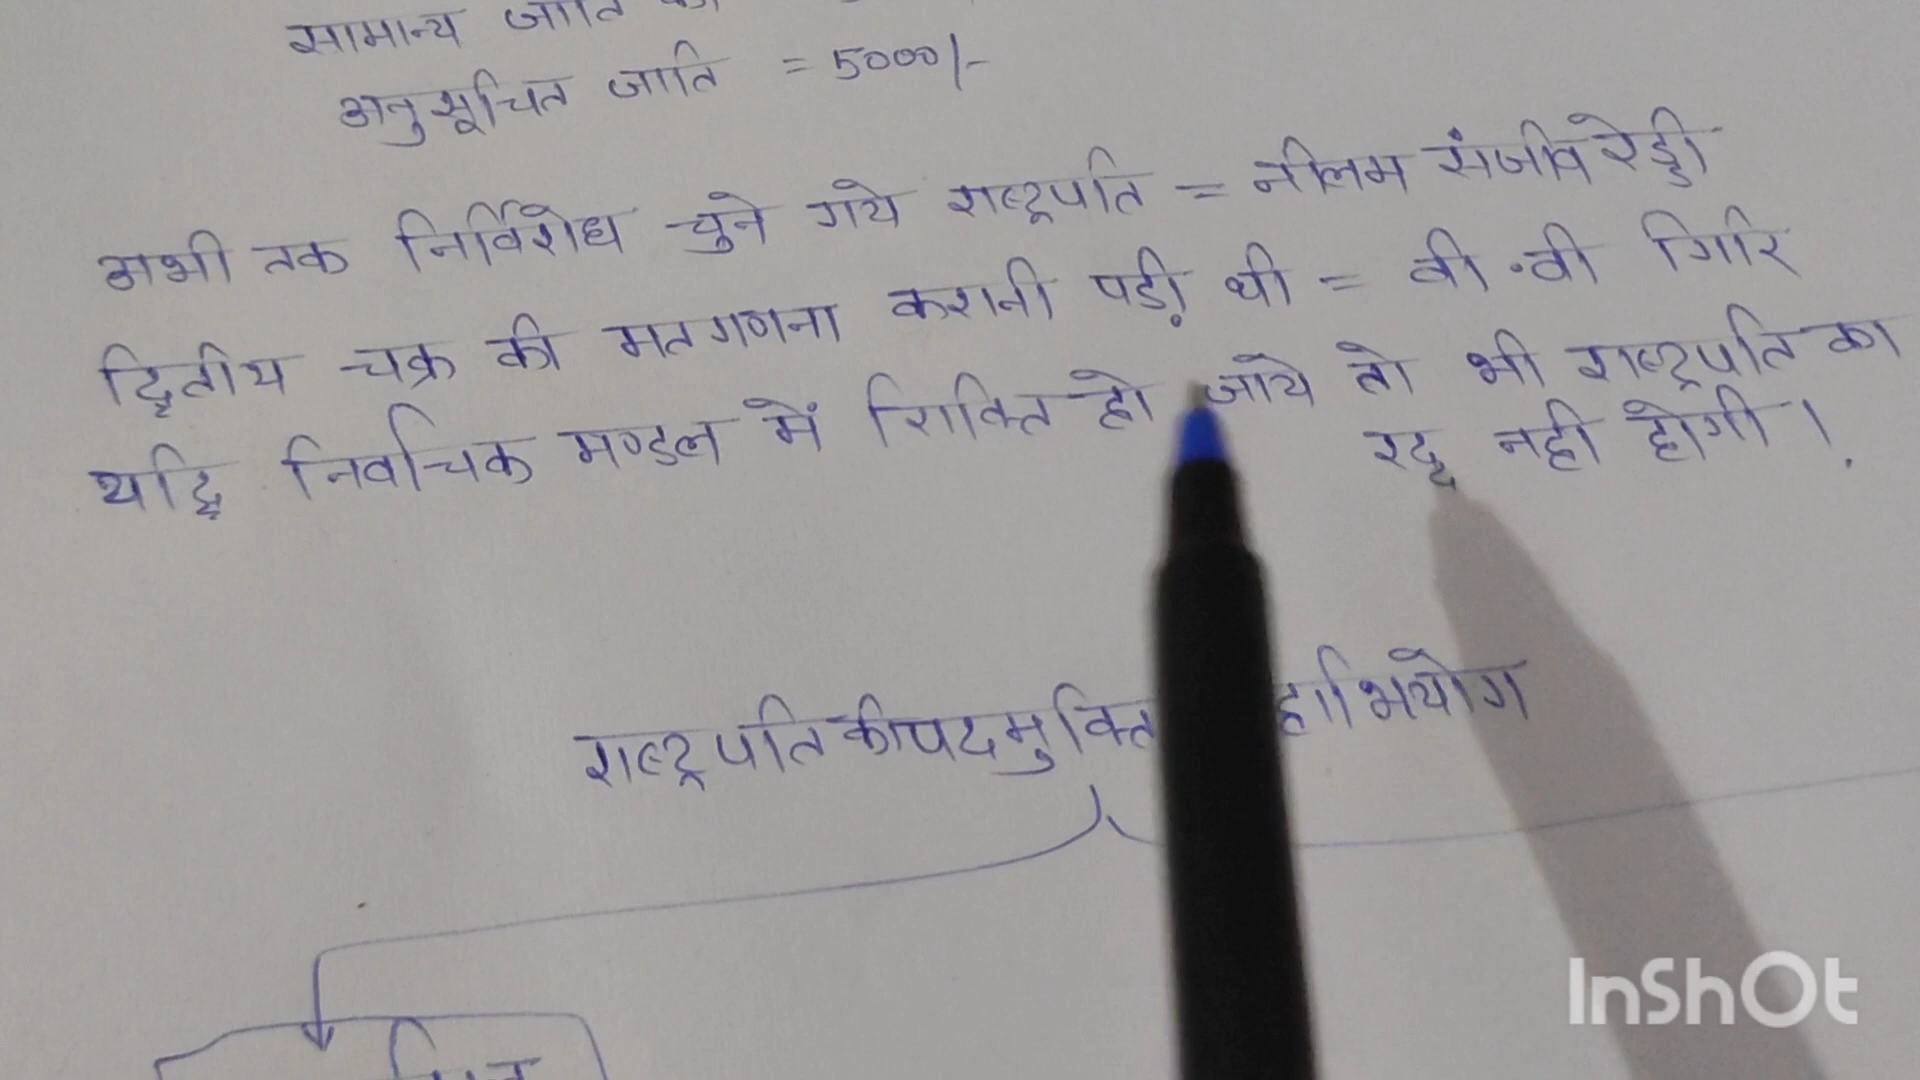 सामान्य जाति
अनुसूचित जाति = 5000/-
अभी तक निर्विरोध चुने गये राष्ट्रपति = नीलम संजीव रेड्डी
द्वितीय चक्र की मतगणना करानी पड़ी थी = वी.वी गिरि
यदि निर्वाचक मण्डल में रिक्ति हो जाये तो भी राष्ट्रपति का
रद्द नही होगी।
राष्ट्रपति की पदमुक्ति हाभियोग
InShOt